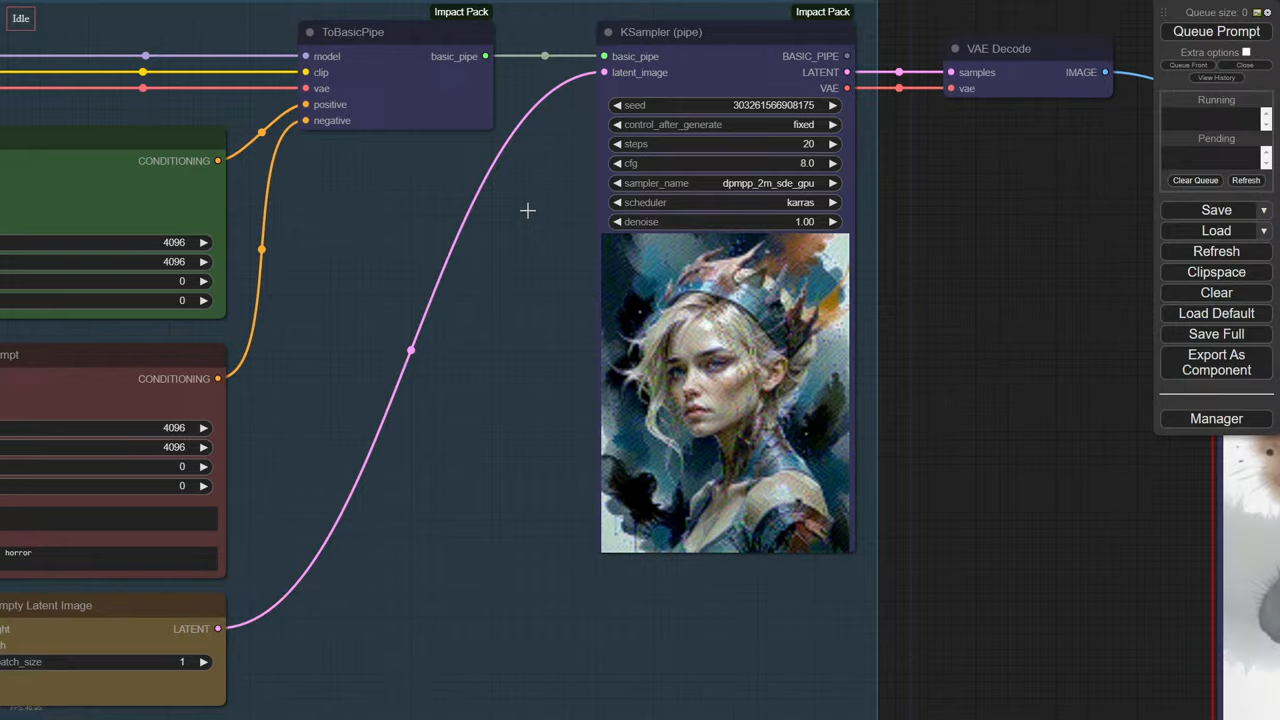 Idle
Impact Pack
ToBasicPipe
model basic_pipe
clip
vae
positive
negative
Impact Pack
KSampler (pipe)
basic_pipe BASIC_PIPE
latent_image LATENT
VAE
seed 303261566908175
control_after_generate fixed
steps 20
cfg 8.0
sampler_name dpmpp_2m_sde_gpu
scheduler karras
denoise 1.00
VAE Decode
samples IMAGE
vae
CONDITIONING
4096
4096
0
0
mpt
CONDITIONING
4096
4096
0
0
horror
mpty Latent Image
ght LATENT
h
batch_size 1
Queue size: 0
Queue Prompt
Extra options
Queue Front Close
View History
Running
Pending
Clear Queue Refresh
Save
Load
Refresh
Clipspace
Clear
Load Default
Save Full
Export As
Component
Manager